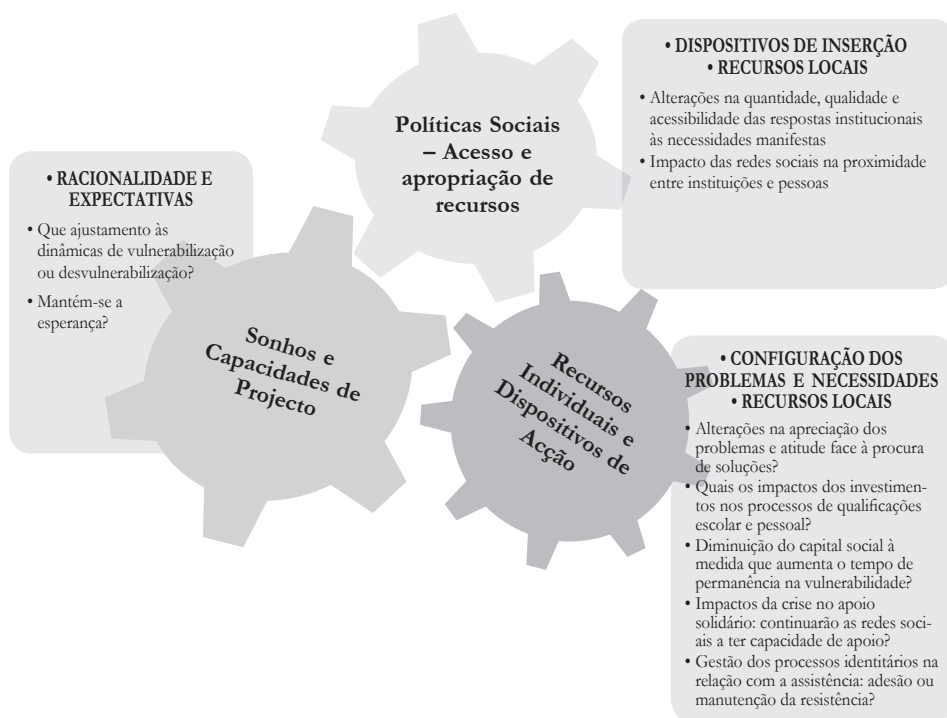 • DISPOSITIVOS DE INSERÇÃO
• RECURSOS LOCAIS
• Alterações na quantidade, qualidade e
acessibilidade das respostas institucionais
às necessidades manifestas
• Impacto das redes sociais na proximidade
entre instituições e pessoas
Políticas Sociais
– Acesso e
apropriação de
recursos
• RACIONALIDADE E
EXPECTATIVAS
• Que ajustamento às
dinâmicas de vulnerabilização
ou desvulnerabilização?
• Mantém-se a
esperança?
Sonhos e
Capacidades de
Projecto
Recursos
Individuais e
Dispositivos de
Acção
• CONFIGURAÇÃO DOS
PROBLEMAS E NECESSIDADES
• RECURSOS LOCAIS
• Alterações na apreciação dos
problemas e atitude face à procura
de soluções?
• Quais os impactos dos investimen-
tos nos processos de qualificações
escolar e pessoal?
• Diminuição do capital social à
medida que aumenta o tempo de
permanência na vulnerabilidade?
• Impactos da crise no apoio
solidário: continuarão as redes soci-
ais a ter capacidade de apoio?
• Gestão dos processos identitários na
relação com a assistência: adesão ou
manutenção da resistência?